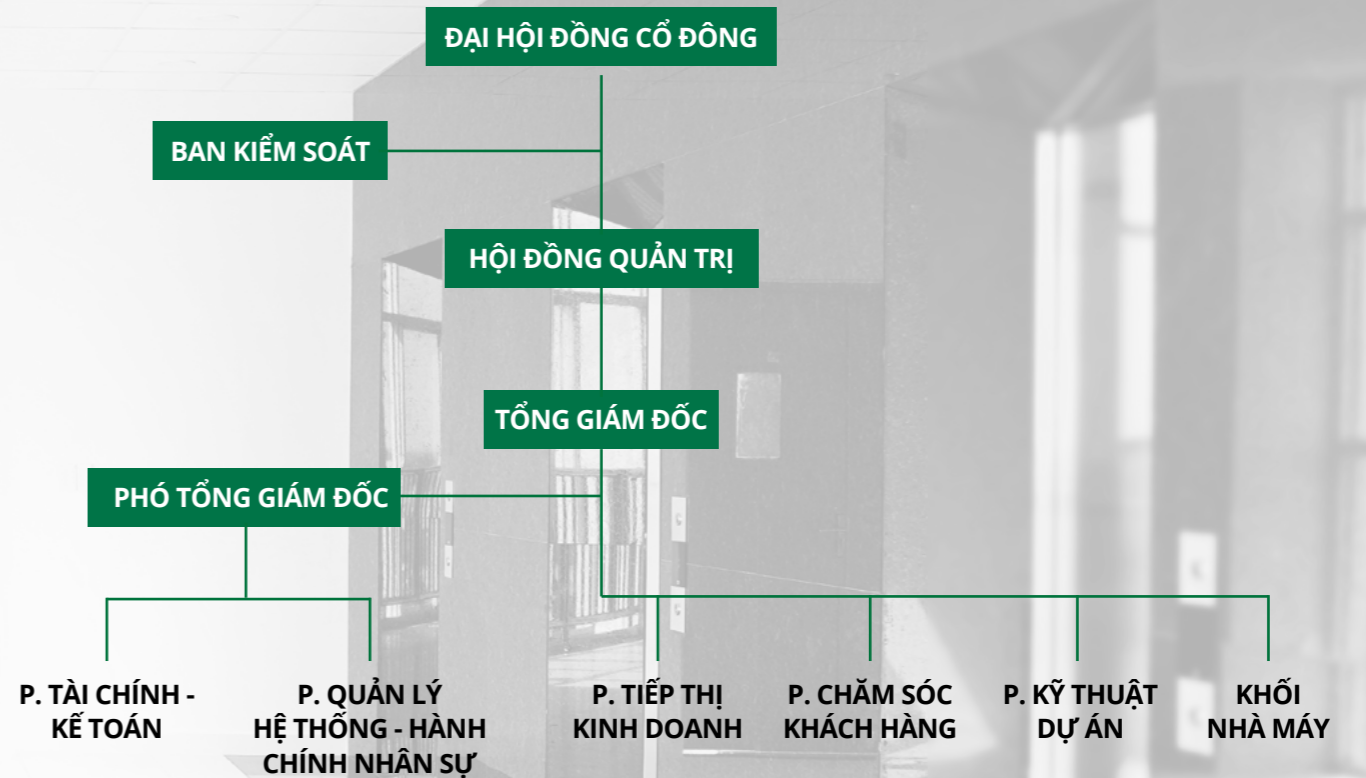 ĐẠI HỘI ĐỒNG CỔ ĐÔNG
BAN KIỂM SOÁT
HỘI ĐỒNG QUẢN TRỊ
TỔNG GIÁM ĐỐC
PHÓ TỔNG GIÁM ĐỐC
P. TÀI CHÍNH -
KẾ TOÁN
P. QUẢN LÝ
HỆ THỐNG - HÀNH
CHÍNH NHÂN SỰ
P. TIẾP THỊ
KINH DOANH
P. CHĂM SÓC
KHÁCH HÀNG
P. KỸ THUẬT
DỰ ÁN
KHỐI
NHÀ MÁY